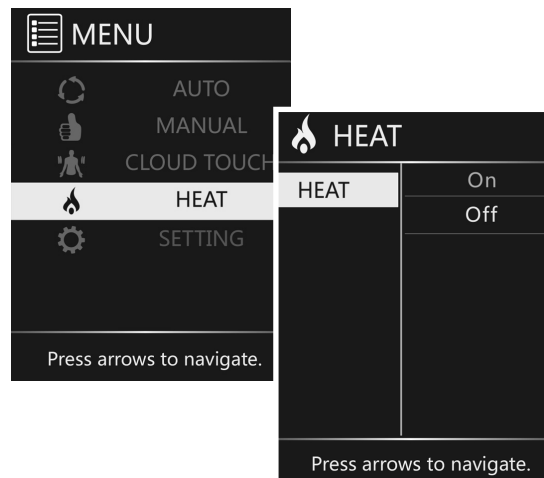 MENU
AUTO
MANUAL
CLOUD TOUCH
HEAT
SETTING
Press arrows to navigate.
HEAT
HEAT
On
Off
Press arrows to navigate.